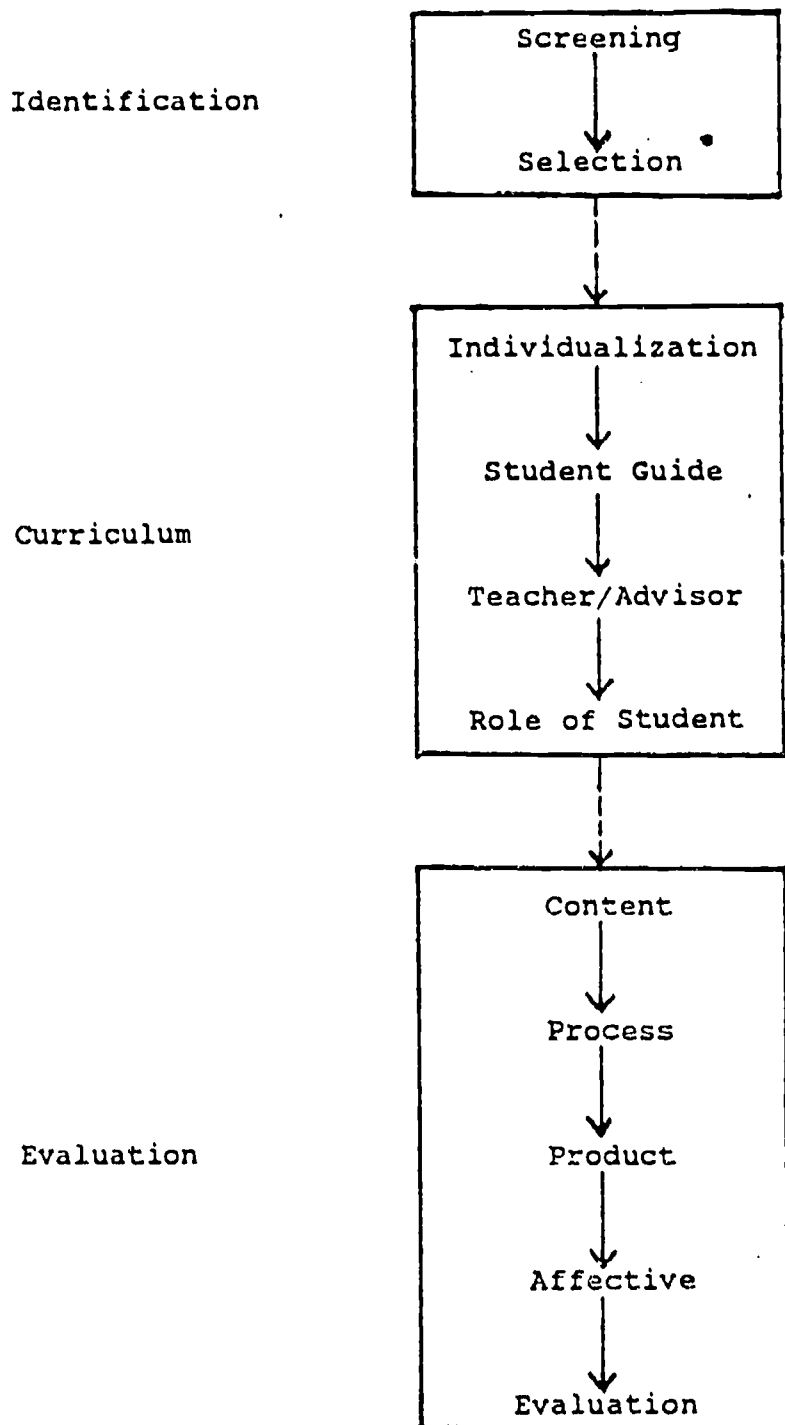 Screening
Identification
Selection
Individualization
Student Guide
Curriculum
Teacher/Advisor
Role of Student
Content
Process
Evaluation
Product
Affective
Evaluation